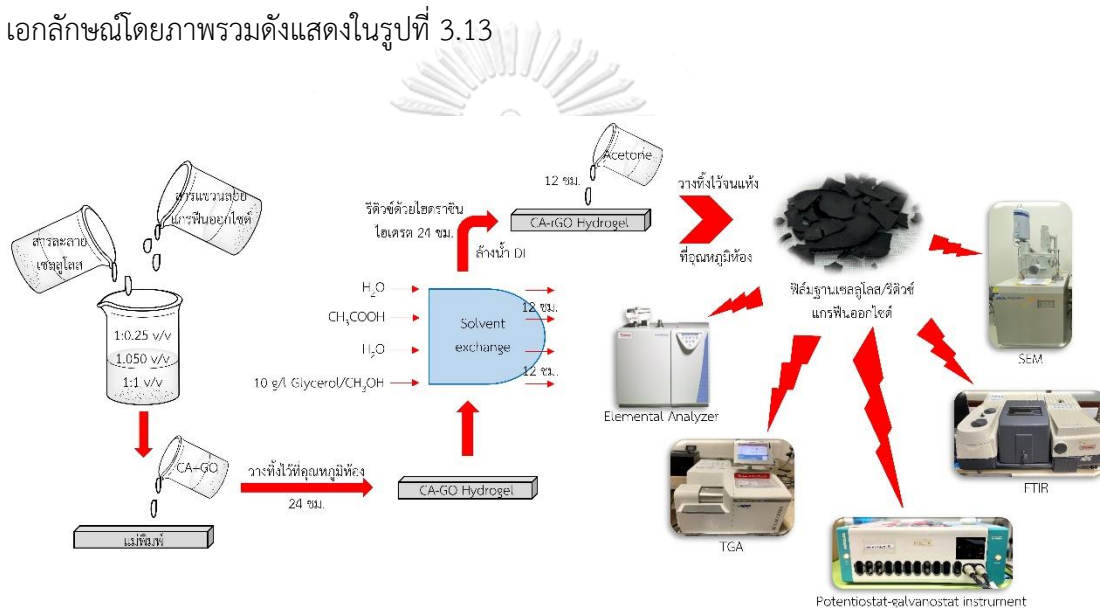 เอกลักษณ์โดยภาพรวมดังแสดงในรูปที่ 3.13
สารละลาย
เซลลูโลส
สารแขวนลอย
แกรฟีนออกไซด์
1:0.25 v/v
1.050 v/v
1:1 v/v
CA+GO
แม่พิมพ์
วางทิ้งไว้ที่อุณหภูมิห้อง
24 ชม.
CA-GO Hydrogel
H2O
CH3COOH
H2O
10 g/l Glycerol/CH3OH
Solvent
exchange
12 ชม.
12 ชม.
รีดิวซ์ด้วยไฮดราซีน
ไฮเดรต 24 ชม.
ล้างน้ำ DI
12 ชม.
Acetone
CA-rGO Hydrogel
วางทิ้งไว้จนแห้ง
ที่อุณหภูมิห้อง
ฟิล์มฐานเซลลูโลส/รีดิวซ์
แกรฟีนออกไซด์
Elemental Analyzer
TGA
Potentiostat-galvanostat instrument
FTIR
SEM